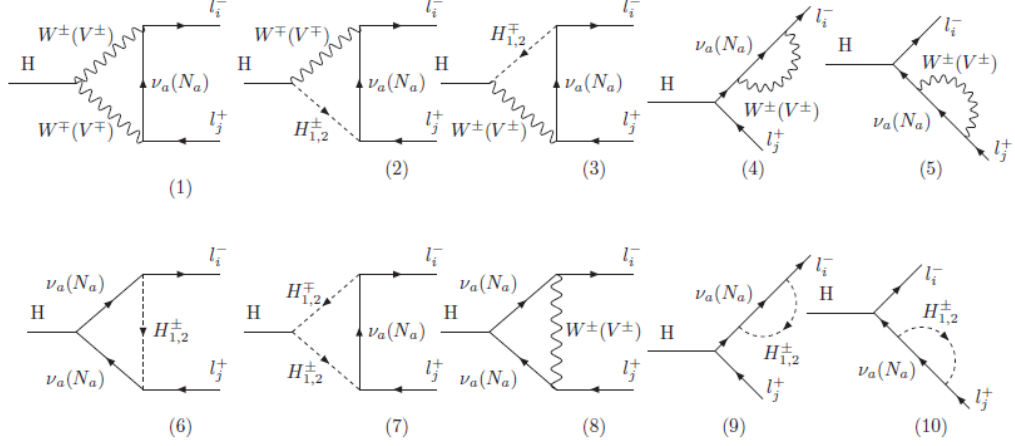 H W^±(V^±) W^∓(V^∓) ν_a(N_a) l_i^- l_j^+ (1)
H W^∓(V^∓) H_{1,2}^± ν_a(N_a) l_i^- l_j^+ (2)
H H_{1,2}^∓ W^±(V^±) ν_a(N_a) l_i^- l_j^+ (3)
H ν_a(N_a) W^±(V^±) l_i^- l_j^+ (4)
H W^±(V^±) ν_a(N_a) l_i^- l_j^+ (5)
H ν_a(N_a) ν_a(N_a) H_{1,2}^± l_i^- l_j^+ (6)
H H_{1,2}^∓ H_{1,2}^± ν_a(N_a) l_i^- l_j^+ (7)
H ν_a(N_a) ν_a(N_a) W^±(V^±) l_i^- l_j^+ (8)
H ν_a(N_a) H_{1,2}^± l_i^- l_j^+ (9)
H H_{1,2}^± ν_a(N_a) l_i^- l_j^+ (10)